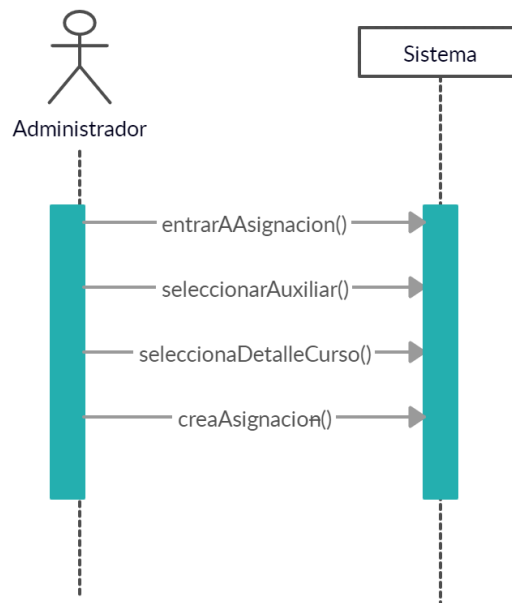 Sistema
Administrador
entrarAAsignacion()
seleccionarAuxiliar()
seleccionaDetalleCurso()
creaAsignacion()